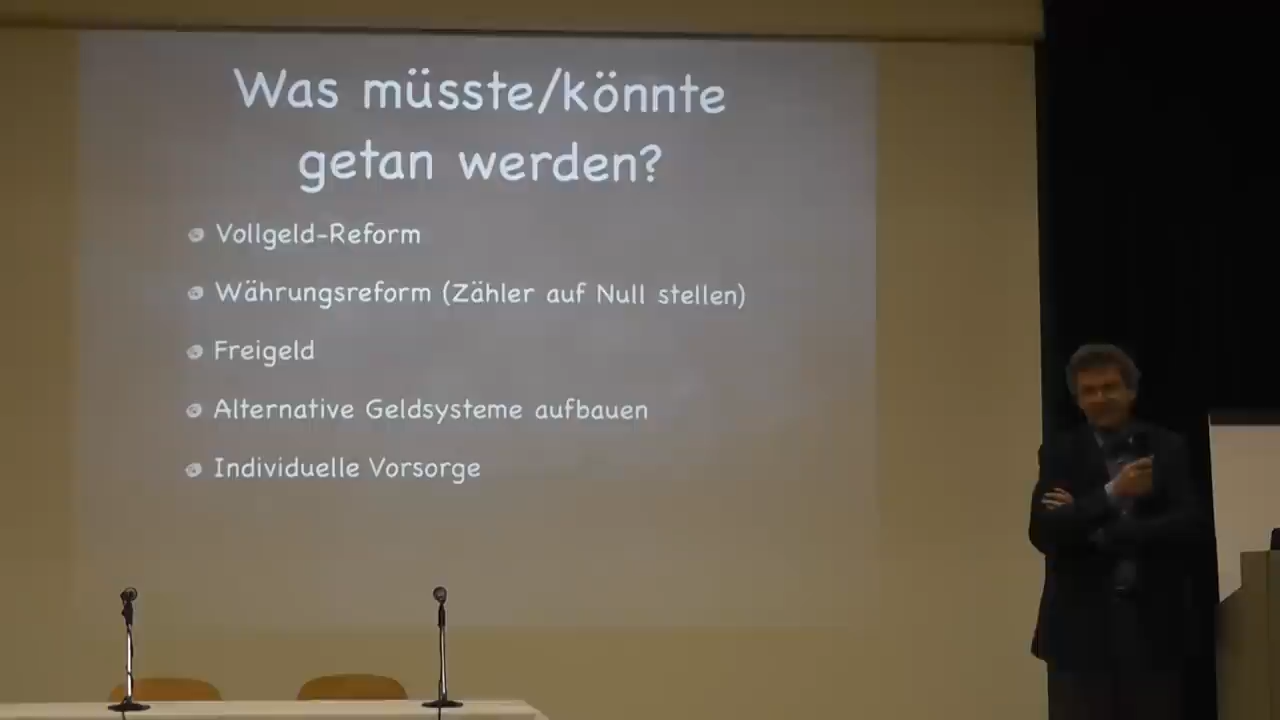 Was müsste/könnte
getan werden?
Vollgeld-Reform
Währungsreform (Zähler auf Null stellen)
Freigeld
Alternative Geldsysteme aufbauen
Individuelle Vorsorge